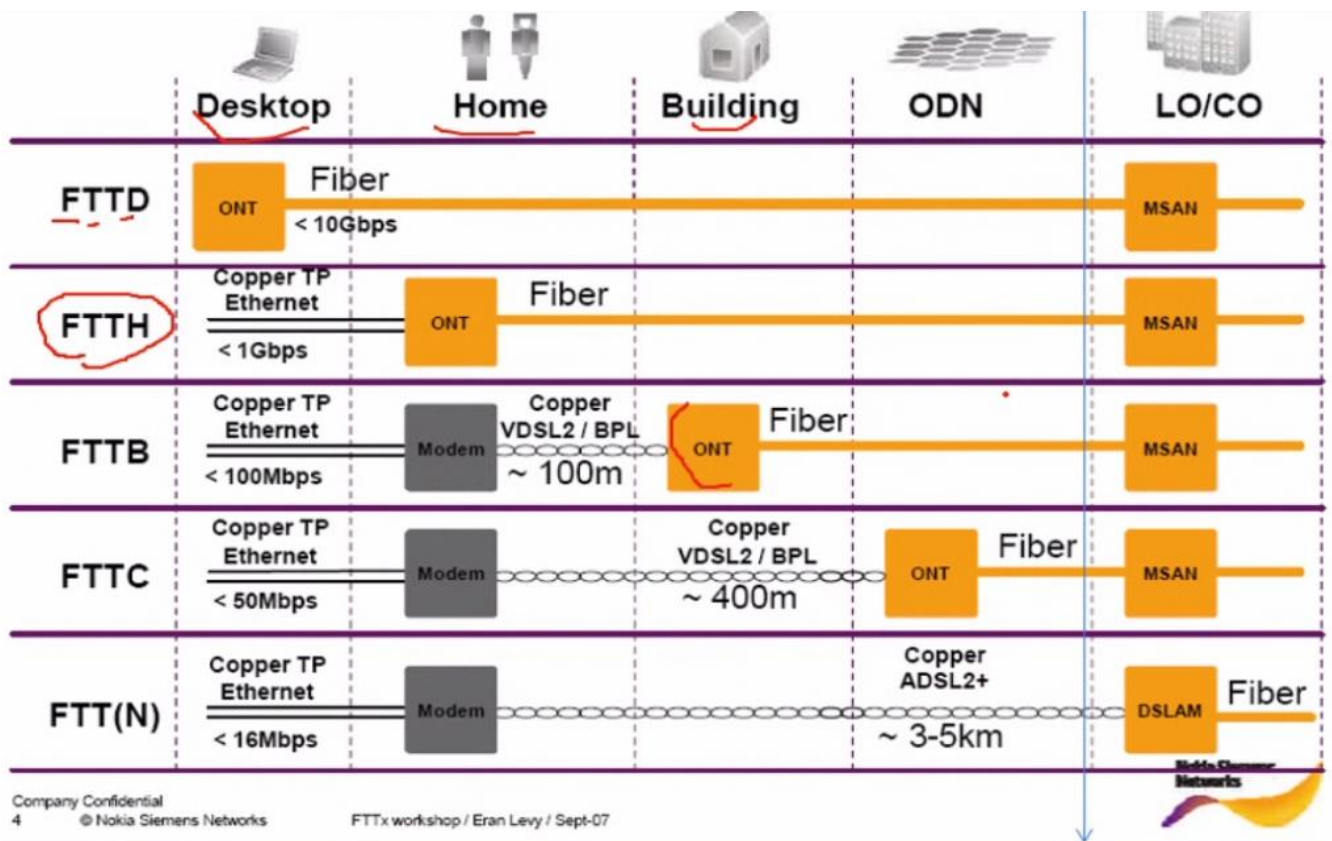 Desktop Home Building ODN LO/CO
FTTD
ONT
Fiber
< 10Gbps
MSAN
FTTH
Copper TP
Ethernet
< 1Gbps
ONT
Fiber
MSAN
FTTB
Copper TP
Ethernet
< 100Mbps
Modem
Copper
VDSL2 / BPL
~ 100m
ONT
Fiber
MSAN
FTTC
Copper TP
Ethernet
< 50Mbps
Modem
Copper
VDSL2 / BPL
~ 400m
ONT
Fiber
MSAN
FTT(N)
Copper TP
Ethernet
< 16Mbps
Modem
Copper
ADSL2+
~ 3-5km
DSLAM
Fiber
Nokia Siemens
Networks
Company Confidential
4 © Nokia Siemens Networks FTTx workshop / Eran Levy / Sept-07